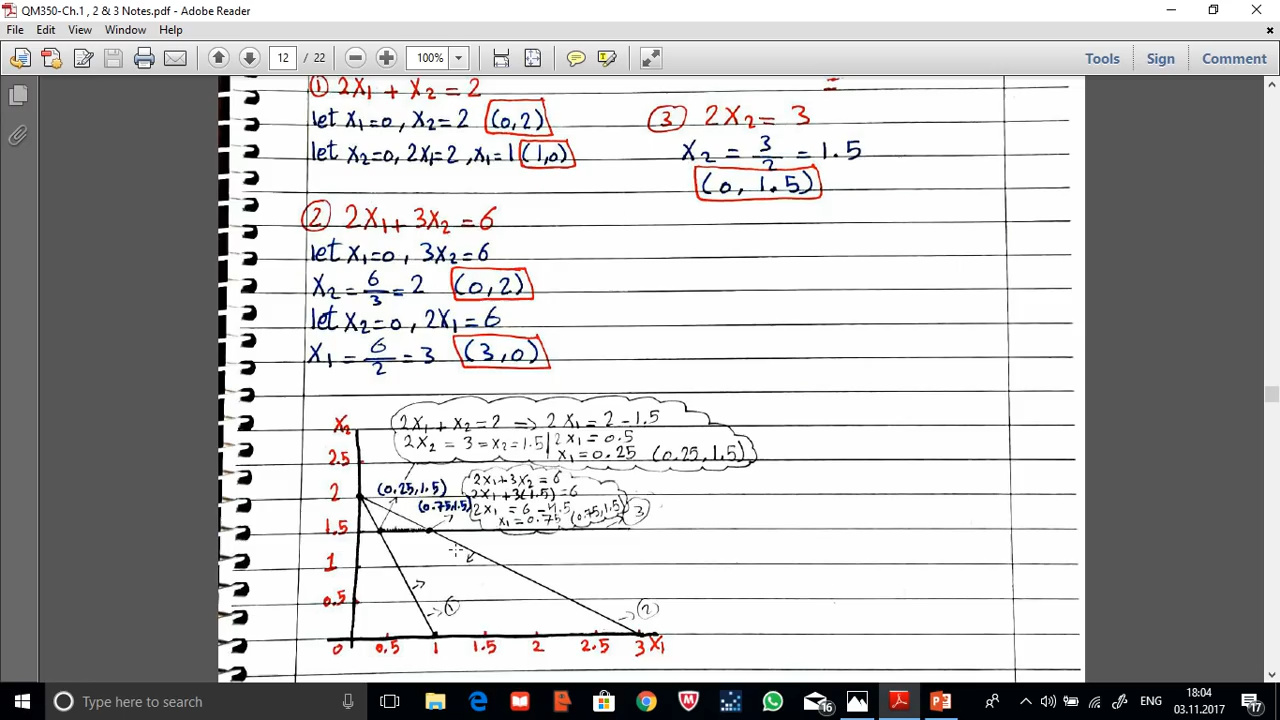 QM350-Ch.1 , 2 & 3 Notes.pdf - Adobe Reader
File Edit View Window Help
12 / 22 100% Tools Sign Comment
① 2X₁ + X₂ = 2
let X₁=0, X₂=2 (0,2)
let X₂=0, 2X₁=2, X₁=1 (1,0)
③ 2X₂ = 3
X₂ = 3/2 = 1.5
(0, 1.5)
② 2X₁ + 3X₂ = 6
let X₁=0, 3X₂=6
X₂ = 6/3 = 2 (0,2)
let X₂=0, 2X₁=6
X₁ = 6/2 = 3 (3,0)
2X₁ + X₂ = 2 ⇒ 2X₁ = 2 - 1.5
2X₂ = 3 = X₂ = 1.5 | 2X₁ = 0.5
X₁ = 0.25 (0.25, 1.5)
X₂
2.5
2
1.5
1
0.5
(0.25, 1.5)
(0.75, 1.5)
2X₁+3X₂ = 6
2X₁ + 3(1.5) = 6
2X₁ = 6 - 4.5
X₁ = 0.75 (0.75, 1.5)
③
①
②
0 0.5 1 1.5 2 2.5 3 X₁
Type here to search
16
ENG
18:04
03.11.2017
17